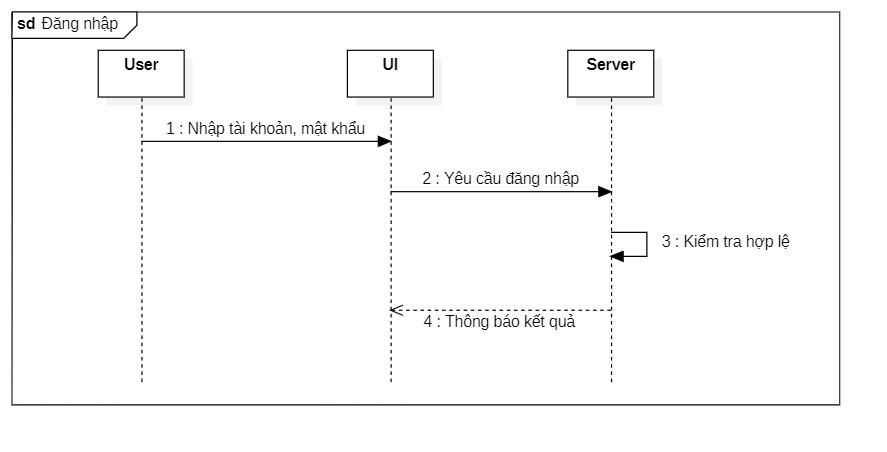 sd Đăng nhập
User
UI
Server
1 : Nhập tài khoản, mật khẩu
2 : Yêu cầu đăng nhập
3 : Kiểm tra hợp lệ
4 : Thông báo kết quả